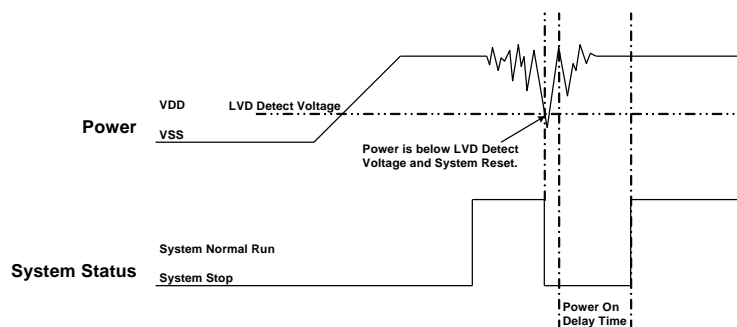 VDD
LVD Detect Voltage
Power
VSS
Power is below LVD Detect
Voltage and System Reset.
System Normal Run
System Status
System Stop
Power On
Delay Time